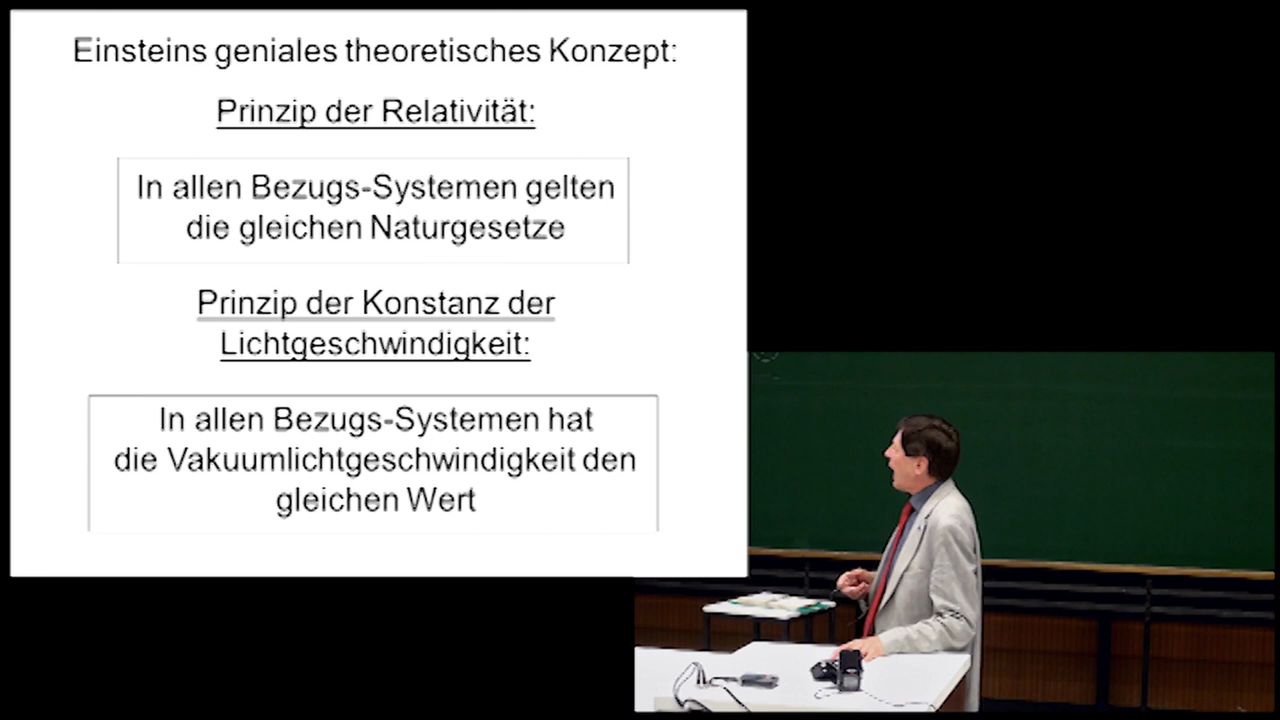 Einsteins geniales theoretisches Konzept:
Prinzip der Relativität:
In allen Bezugs-Systemen gelten
die gleichen Naturgesetze
Prinzip der Konstanz der
Lichtgeschwindigkeit:
In allen Bezugs-Systemen hat
die Vakuumlichtgeschwindigkeit den
gleichen Wert